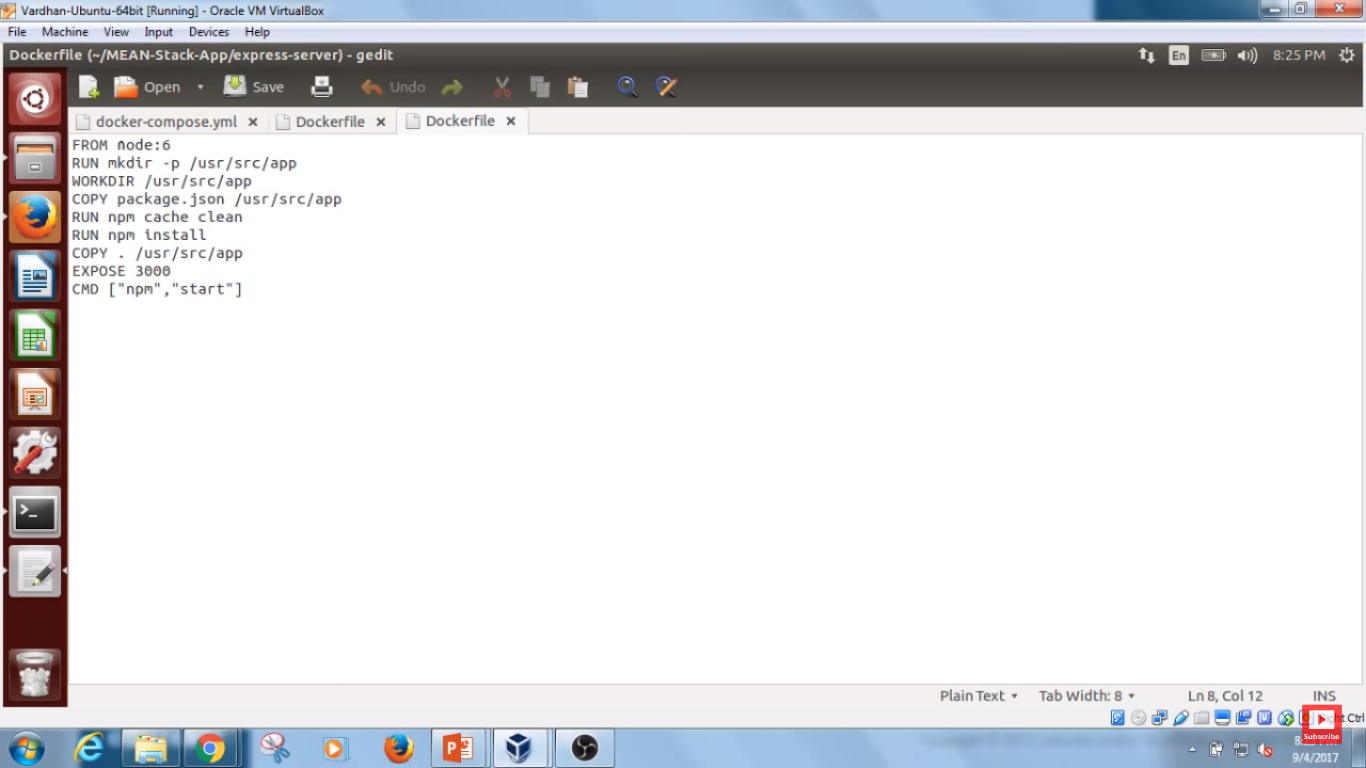 Vardhan-Ubuntu-64bit [Running] - Oracle VM VirtualBox
File Machine View Input Devices Help
Dockerfile (~/MEAN-Stack-App/express-server) - gedit
En 8:25 PM
Open Save Undo
docker-compose.yml Dockerfile Dockerfile
FROM node:6
RUN mkdir -p /usr/src/app
WORKDIR /usr/src/app
COPY package.json /usr/src/app
RUN npm cache clean
RUN npm install
COPY . /usr/src/app
EXPOSE 3000
CMD ["npm","start"]
Plain Text Tab Width: 8 Ln 8, Col 12 INS
Ctrl
Subscribe
9/4/2017